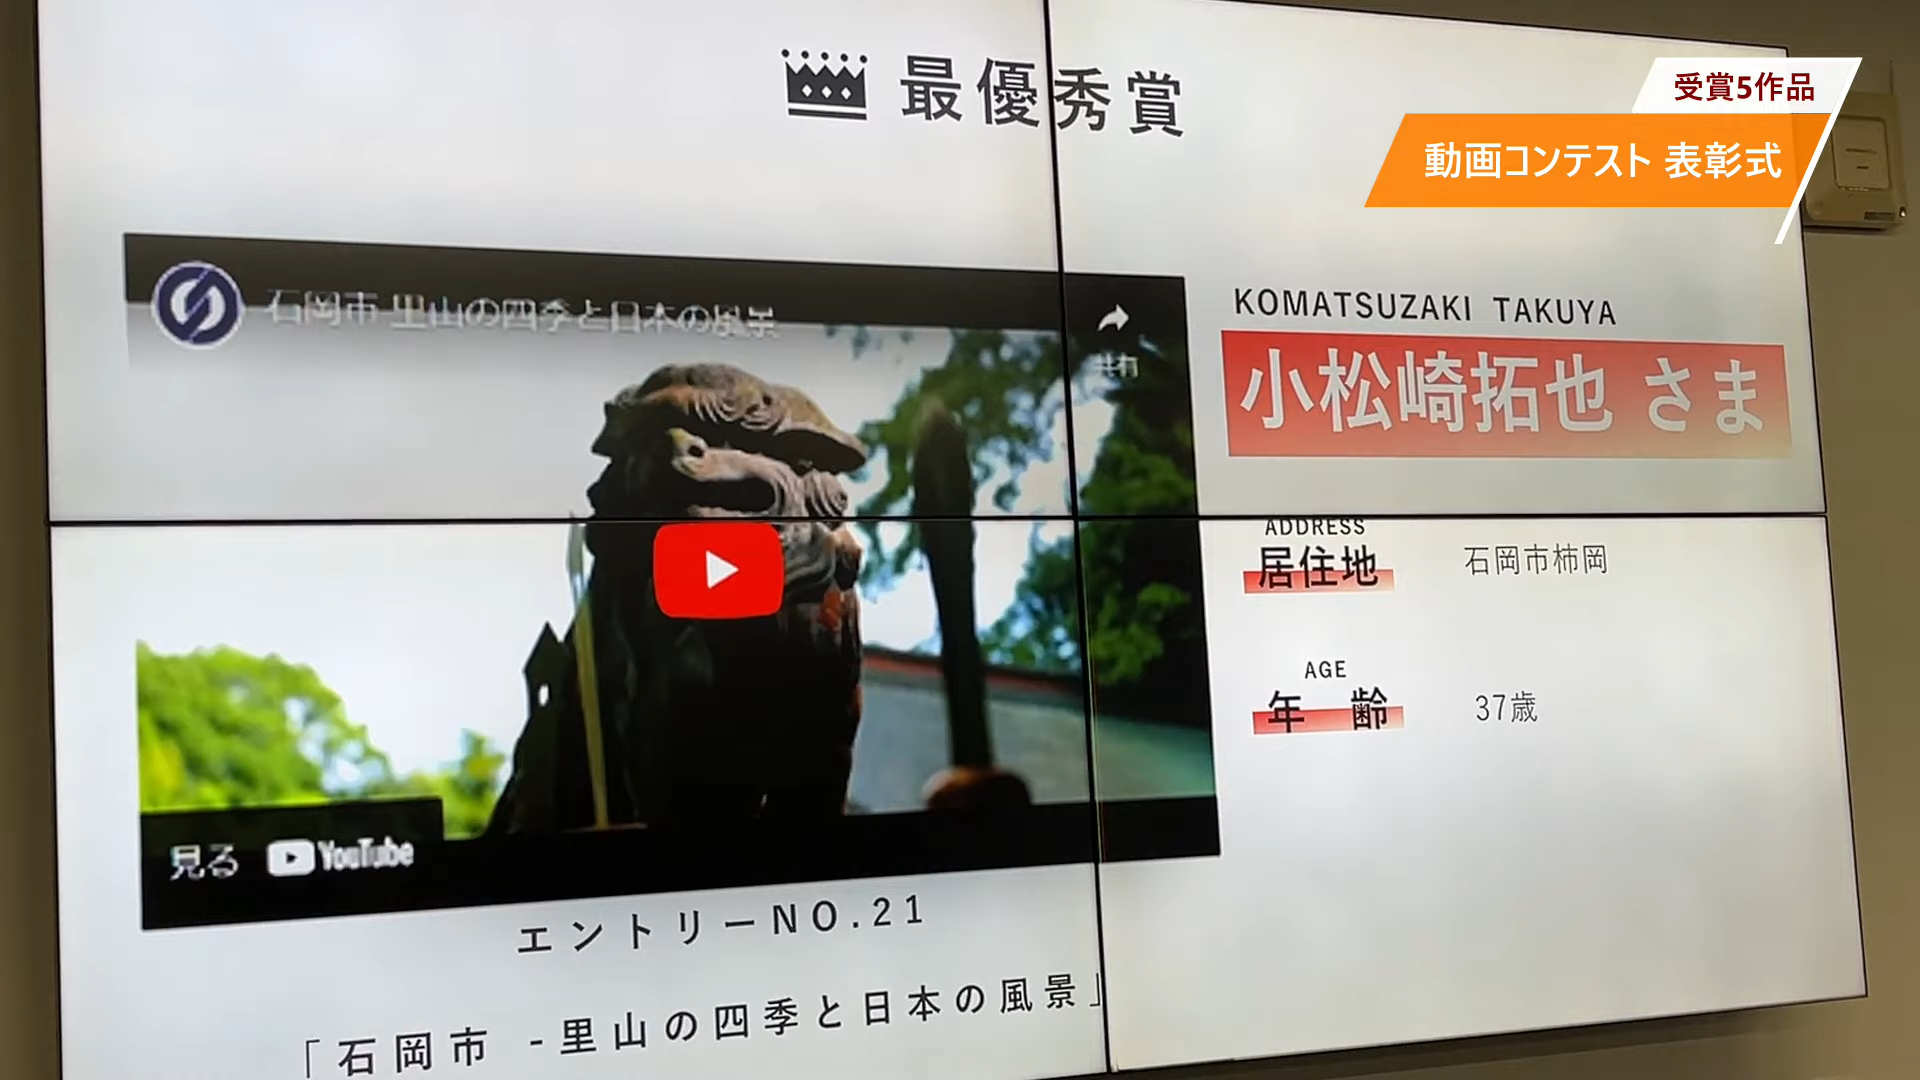 最優秀賞
受賞5作品
動画コンテスト 表彰式
石岡市 里山の四季と日本の風景
共有
KOMATSUZAKI TAKUYA
小松崎拓也 さま
ADDRESS
居住地 石岡市柿岡
AGE
年 齢 37歳
見る YouTube
エントリーNO.21
「石岡市 -里山の四季と日本の風景」